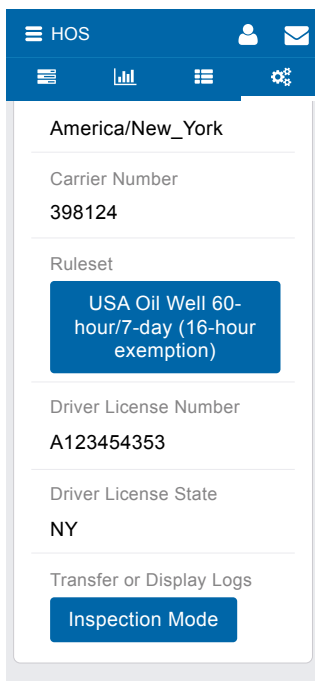 HOS
America/New_York
Carrier Number
398124
Ruleset
USA Oil Well 60-
hour/7-day (16-hour
exemption)
Driver License Number
A123454353
Driver License State
NY
Transfer or Display Logs
Inspection Mode